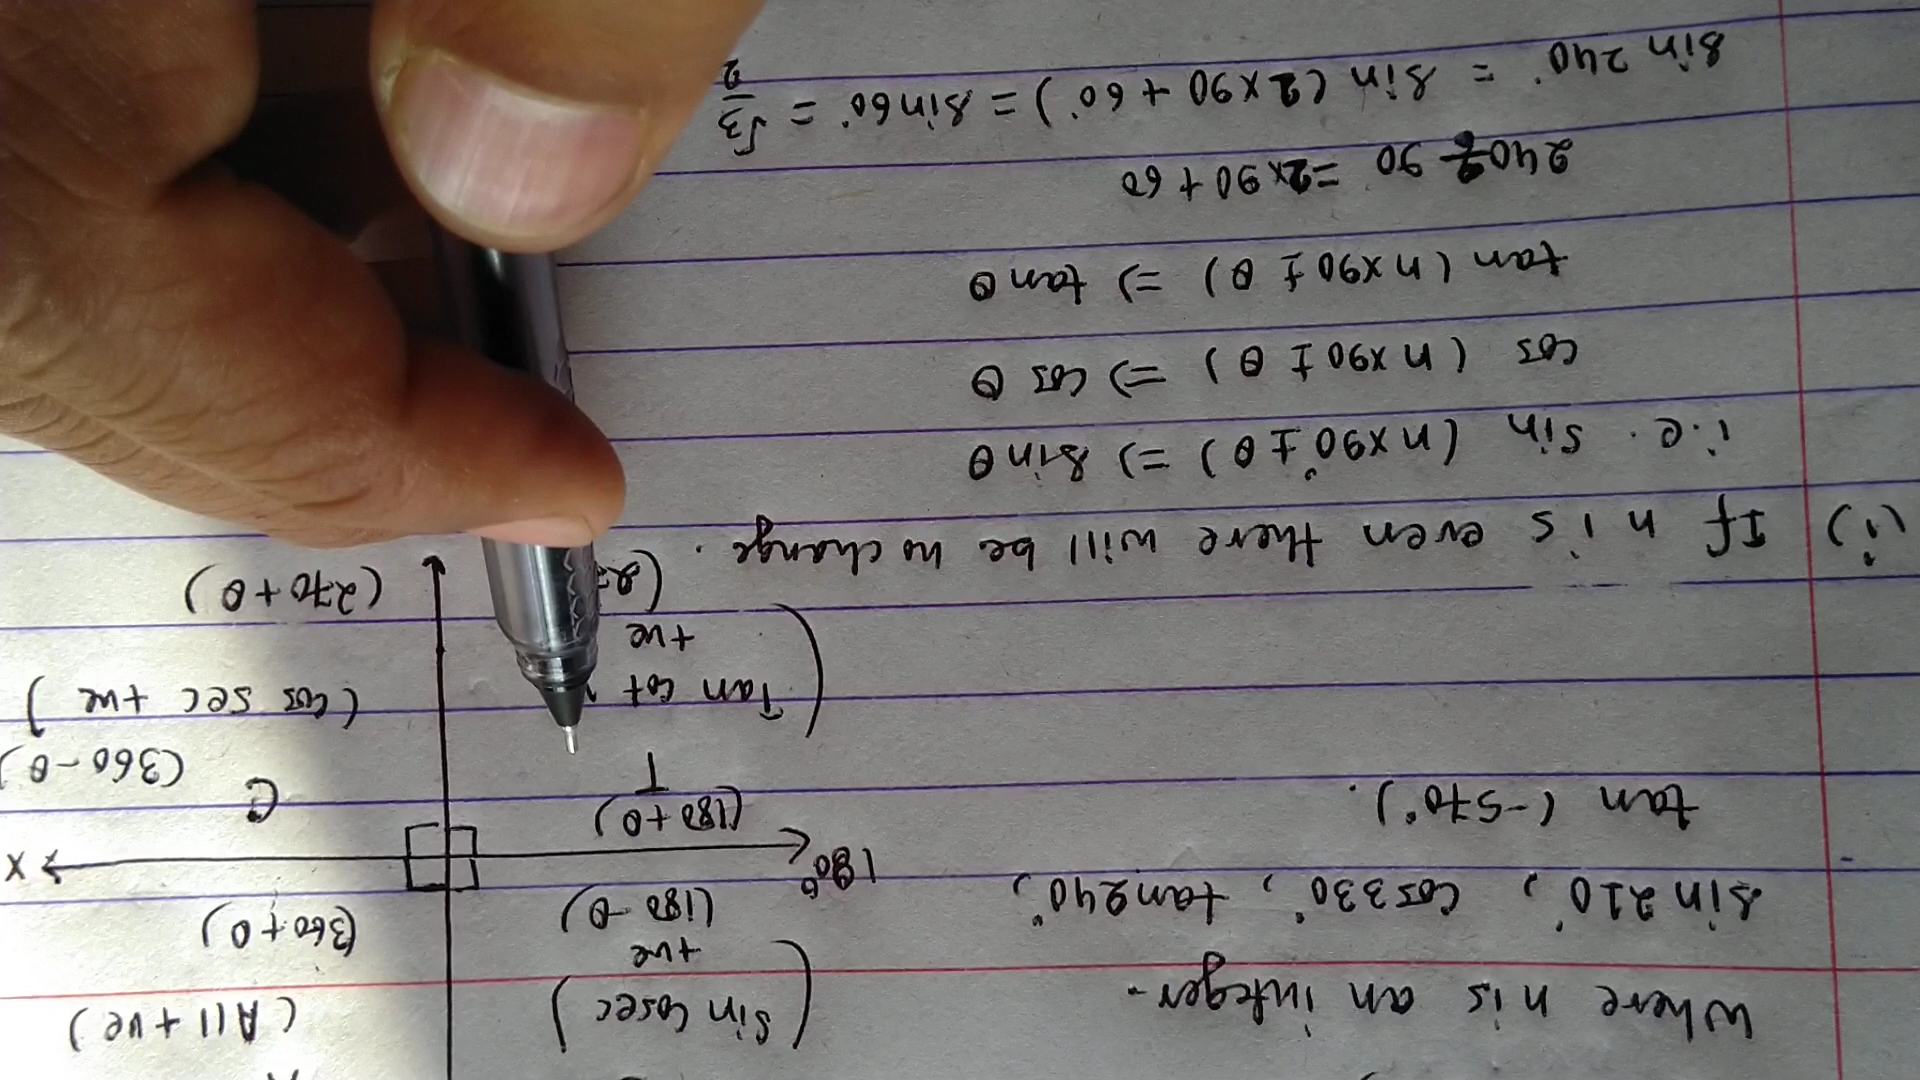 Where n is an integer.
sin 210°, cos 330°, tan 240°,
tan (-570°).
(i) If n is even there will be no change.
i.e. sin (n×90° ± θ) => sin θ
cos (n×90 ± θ) => cos θ
tan (n×90 ± θ) => tan θ
90 = 2×90 + 60
sin 240° = sin (2×90 + 60°) = sin 60° = √3/2
(Sin cosec)
+ve
(180-θ)
180°
(180+θ)
T
Tan cot
+ve
(All +ve)
(360+θ)
X
C
(360-θ)
(cos sec +ve)
(270+θ)